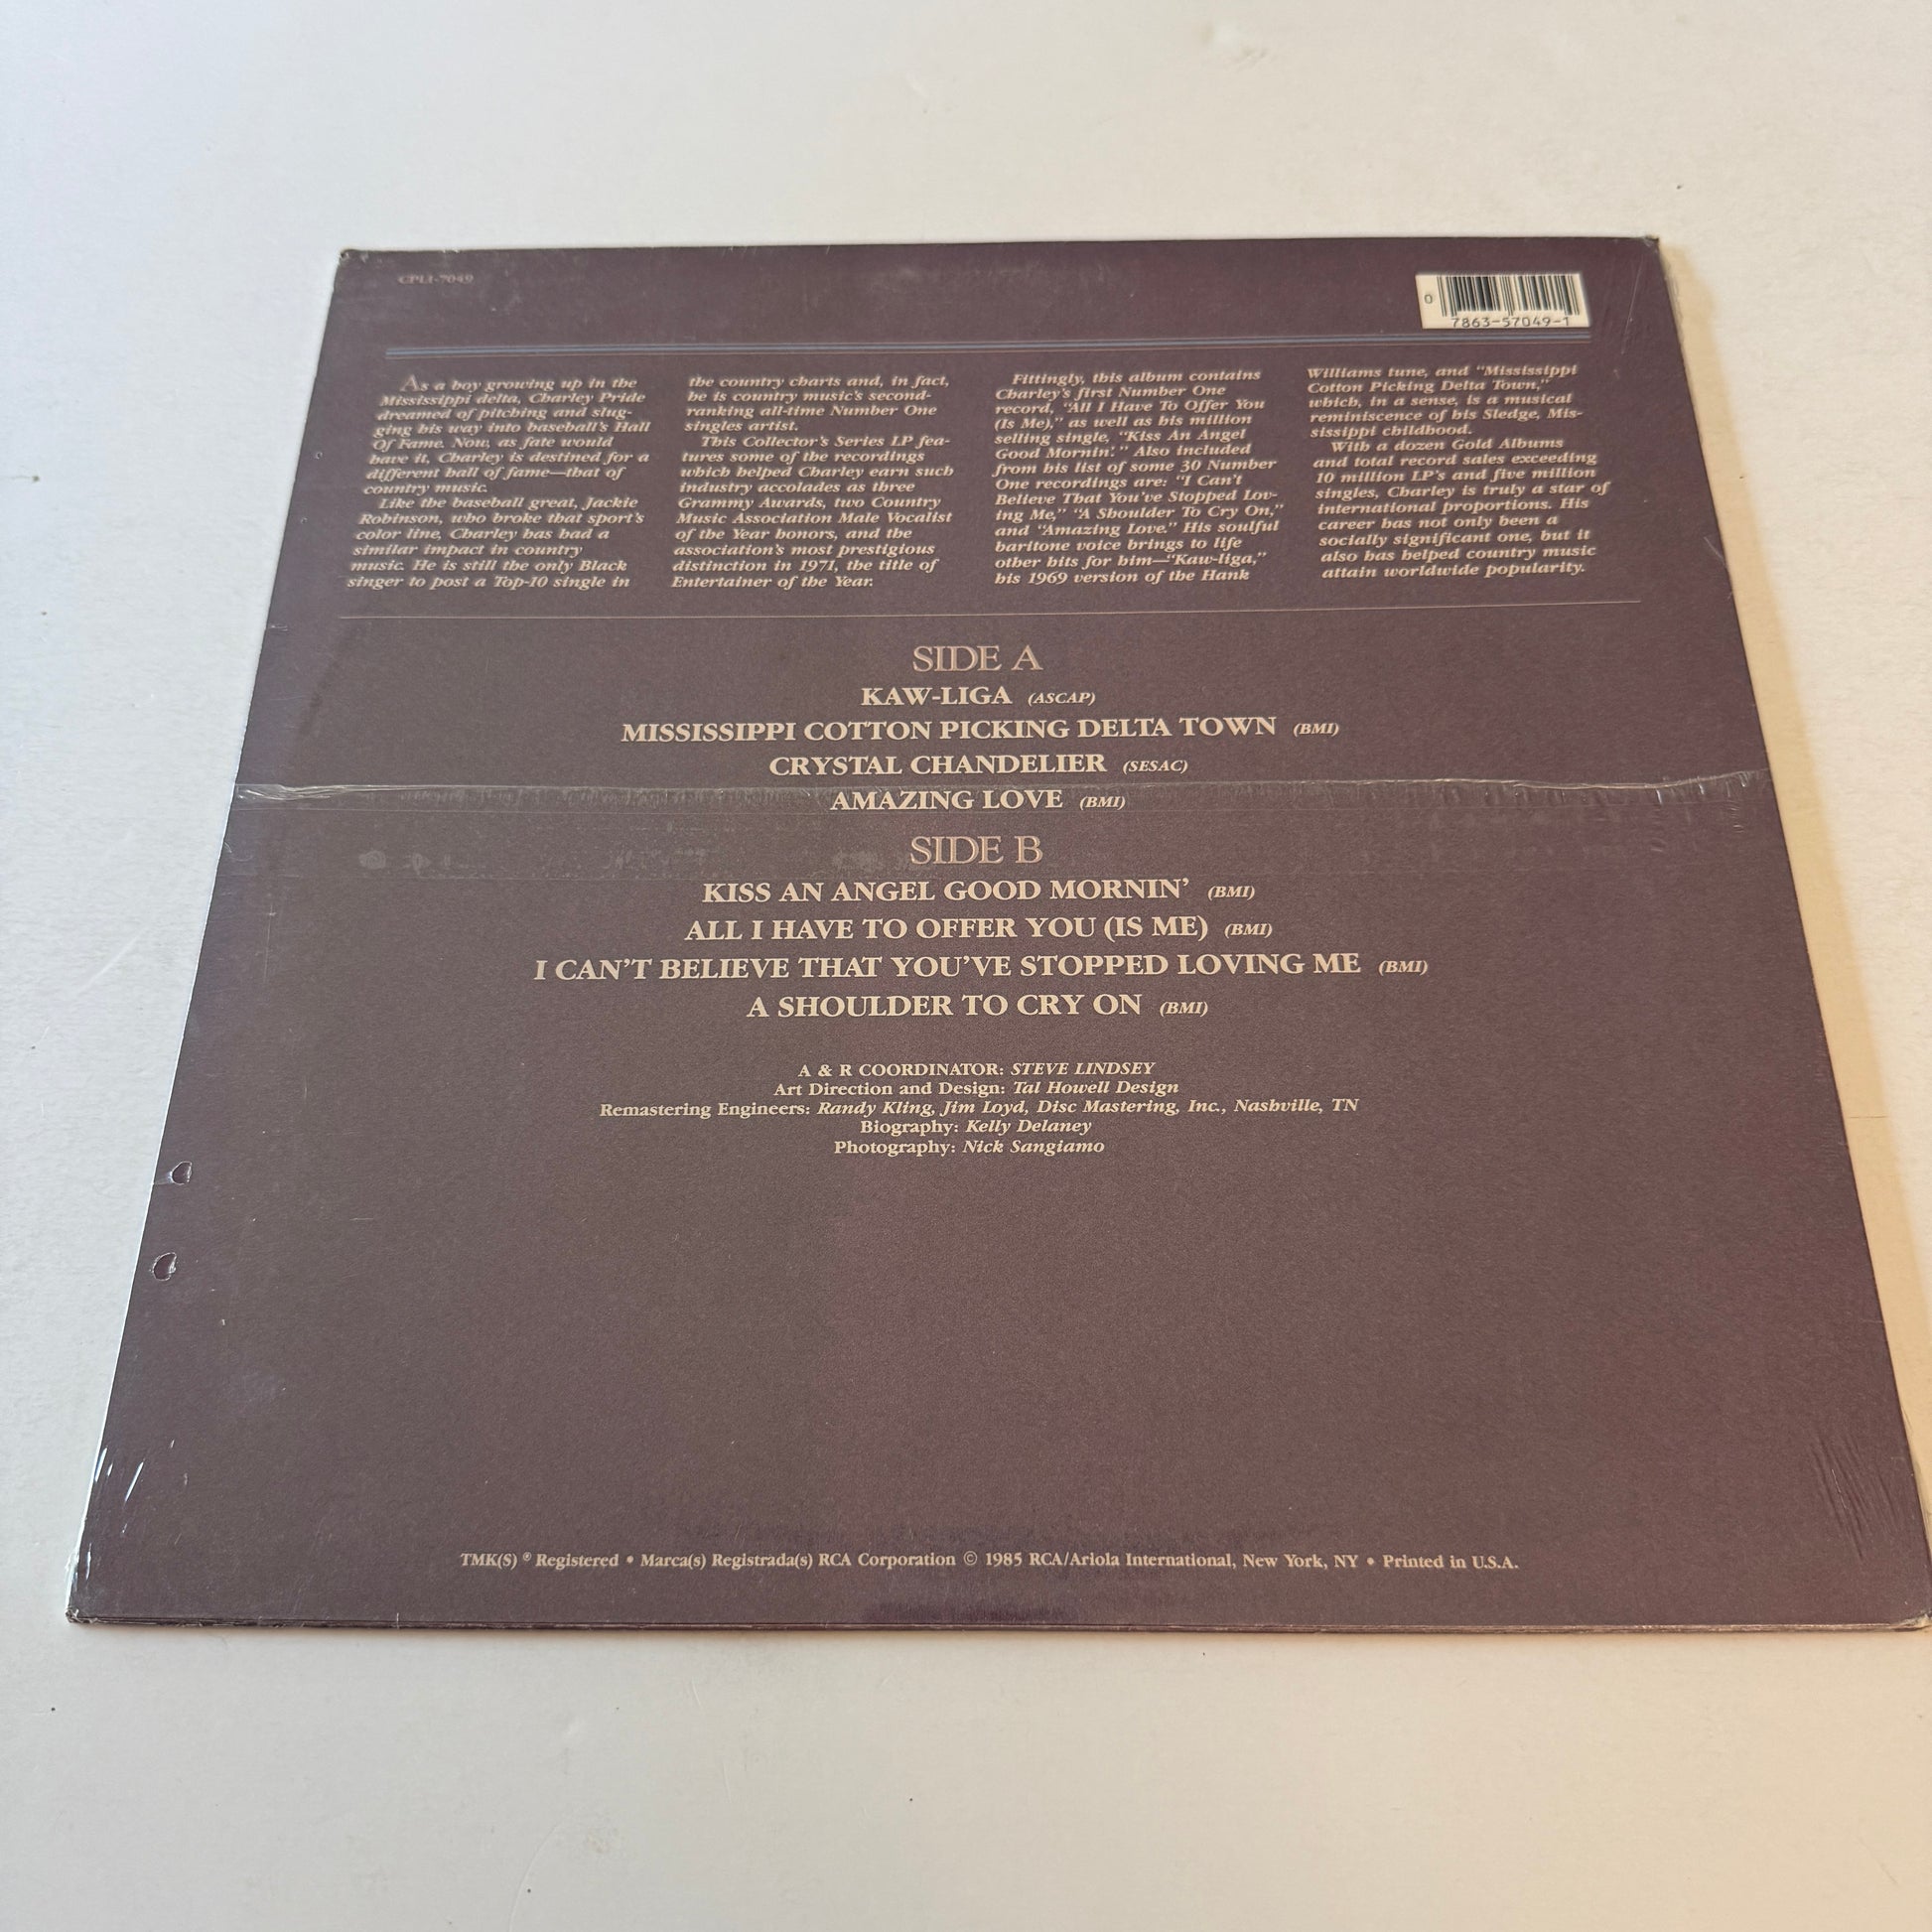 CPL1-7049
0 7863-57049-1
As a boy growing up in the
Mississippi delta, Charley Pride
dreamed of pitching and slug-
ging his way into baseball's Hall
Of Fame. Now, as fate would
have it, Charley is destined for a
different hall of fame—that of
country music.
Like the baseball great, Jackie
Robinson, who broke that sport's
color line, Charley has had a
similar impact in country
music. He is still the only Black
singer to post a Top-10 single in
the country charts and, in fact,
he is country music's second-
ranking all-time Number One
singles artist.
This Collector's Series LP fea-
tures some of the recordings
which helped Charley earn such
industry accolades as three
Grammy Awards, two Country
Music Association Male Vocalist
of the Year honors, and the
association's most prestigious
distinction in 1971, the title of
Entertainer of the Year.
Fittingly, this album contains
Charley's first Number One
record, "All I Have To Offer You
(Is Me)," as well as his million
selling single, "Kiss An Angel
Good Mornin'." Also included
from his list of some 30 Number
One recordings are: "I Can't
Believe That You've Stopped Lov-
ing Me," "A Shoulder To Cry On,"
and "Amazing Love." His soulful
baritone voice brings to life
other hits for him—"Kaw-liga,"
his 1969 version of the Hank
Williams tune, and "Mississippi
Cotton Picking Delta Town,"
which, in a sense, is a musical
reminiscence of his Sledge, Mis-
sissippi childhood.
With a dozen Gold Albums
and total record sales exceeding
10 million LP's and five million
singles, Charley is truly a star of
international proportions. His
career has not only been a
socially significant one, but it
also has helped country music
attain worldwide popularity.
SIDE A
KAW-LIGA (ASCAP)
MISSISSIPPI COTTON PICKING DELTA TOWN (BMI)
CRYSTAL CHANDELIER (SESAC)
AMAZING LOVE (BMI)
SIDE B
KISS AN ANGEL GOOD MORNIN' (BMI)
ALL I HAVE TO OFFER YOU (IS ME) (BMI)
I CAN'T BELIEVE THAT YOU'VE STOPPED LOVING ME (BMI)
A SHOULDER TO CRY ON (BMI)
A & R COORDINATOR: STEVE LINDSEY
Art Direction and Design: Tal Howell Design
Remastering Engineers: Randy Kling, Jim Loyd, Disc Mastering, Inc., Nashville, TN
Biography: Kelly Delaney
Photography: Nick Sangiamo
TMK(S) ® Registered • Marca(s) Registrada(s) RCA Corporation © 1985 RCA/Ariola International, New York, NY • Printed in U.S.A.